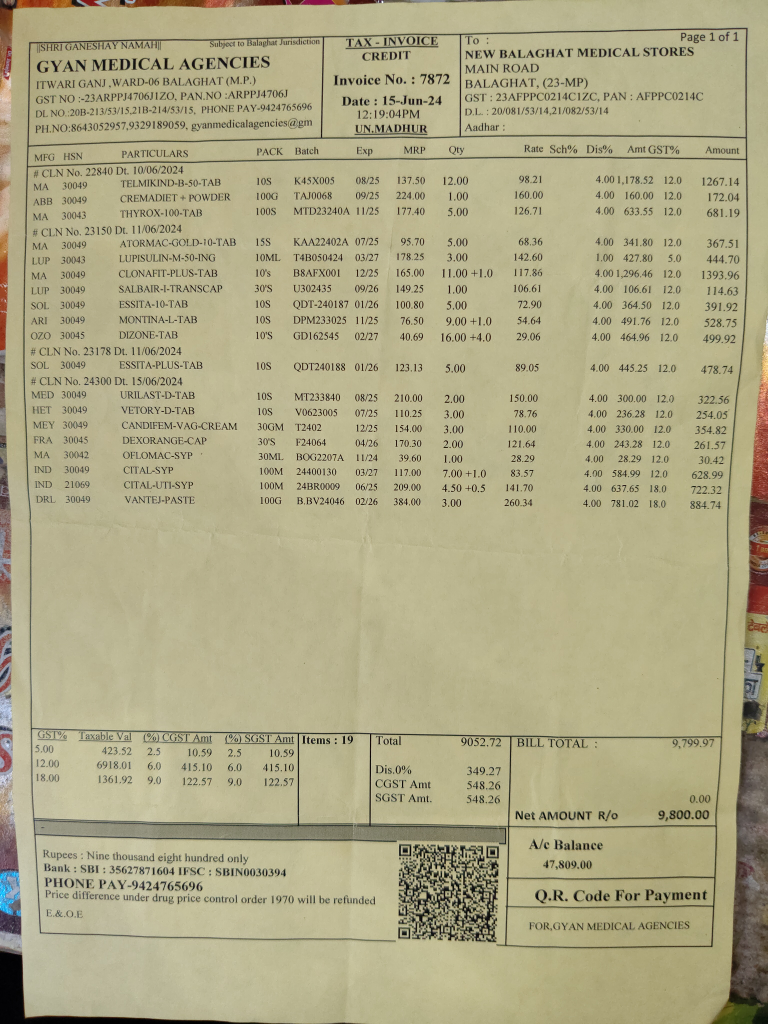 ||SHRI GANESHAY NAMAH|| Subject to Balaghat Jurisdiction
GYAN MEDICAL AGENCIES
ITWARI GANJ ,WARD-06 BALAGHAT (M.P.)
GST NO :-23ARPPJ4706J1ZO, PAN.NO :ARPPJ4706J
DL NO.:20B-213/53/15,21B-214/53/15, PHONE PAY-9424765696
PH.NO:8643052957,9329189059, gyanmedicalagencies@gm
TAX - INVOICE
CREDIT
Invoice No. : 7872
Date : 15-Jun-24
12:19:04PM
UN.MADHUR
To : Page 1 of 1
NEW BALAGHAT MEDICAL STORES
MAIN ROAD
BALAGHAT, (23-MP)
GST : 23AFPPC0214C1ZC, PAN : AFPPC0214C
D.L. : 20/081/53/14,21/082/53/14
Aadhar :
MFG HSN PARTICULARS PACK Batch Exp MRP Qty Rate Sch% Dis% Amt GST% Amount
# CLN No. 22840 Dt. 10/06/2024
MA 30049 TELMIKIND-B-50-TAB 10S K45X005 08/25 137.50 12.00 98.21 4.00 1,178.52 12.0 1267.14
ABB 30049 CREMADIET + POWDER 100G TAJ0068 09/25 224.00 1.00 160.00 4.00 160.00 12.0 172.04
MA 30043 THYROX-100-TAB 100S MTD23240A 11/25 177.40 5.00 126.71 4.00 633.55 12.0 681.19
# CLN No. 23150 Dt. 11/06/2024
MA 30049 ATORMAC-GOLD-10-TAB 15S KAA22402A 07/25 95.70 5.00 68.36 4.00 341.80 12.0 367.51
LUP 30043 LUPISULIN-M-50-ING 10ML T4B050424 03/27 178.25 3.00 142.60 1.00 427.80 5.0 444.70
MA 30049 CLONAFIT-PLUS-TAB 10's B8AFX001 12/25 165.00 11.00 +1.0 117.86 4.00 1,296.46 12.0 1393.96
LUP 30049 SALBAIR-I-TRANSCAP 30'S U302435 09/26 149.25 1.00 106.61 4.00 106.61 12.0 114.63
SOL 30049 ESSITA-10-TAB 10S QDT-240187 01/26 100.80 5.00 72.90 4.00 364.50 12.0 391.92
ARI 30049 MONTINA-L-TAB 10S DPM233025 11/25 76.50 9.00 +1.0 54.64 4.00 491.76 12.0 528.75
OZO 30045 DIZONE-TAB 10'S GD162545 02/27 40.69 16.00 +4.0 29.06 4.00 464.96 12.0 499.92
# CLN No. 23178 Dt. 11/06/2024
SOL 30049 ESSITA-PLUS-TAB 10S QDT240188 01/26 123.13 5.00 89.05 4.00 445.25 12.0 478.74
# CLN No. 24300 Dt. 15/06/2024
MED 30049 URILAST-D-TAB 10S MT233840 08/25 210.00 2.00 150.00 4.00 300.00 12.0 322.56
HET 30049 VETORY-D-TAB 10S V0623005 07/25 110.25 3.00 78.76 4.00 236.28 12.0 254.05
MEY 30049 CANDIFEM-VAG-CREAM 30GM T2402 12/25 154.00 3.00 110.00 4.00 330.00 12.0 354.82
FRA 30045 DEXORANGE-CAP 30'S F24064 04/26 170.30 2.00 121.64 4.00 243.28 12.0 261.57
MA 30042 OFLOMAC-SYP 30ML BOG2207A 11/24 39.60 1.00 28.29 4.00 28.29 12.0 30.42
IND 30049 CITAL-SYP 100M 24400130 03/27 117.00 7.00 +1.0 83.57 4.00 584.99 12.0 628.99
IND 21069 CITAL-UTI-SYP 100M 24BR0009 06/25 209.00 4.50 +0.5 141.70 4.00 637.65 18.0 722.32
DRL 30049 VANTEJ-PASTE 100G B.BV24046 02/26 384.00 3.00 260.34 4.00 781.02 18.0 884.74
GST% Taxable Val (%) CGST Amt (%) SGST Amt
5.00 423.52 2.5 10.59 2.5 10.59
12.00 6918.01 6.0 415.10 6.0 415.10
18.00 1361.92 9.0 122.57 9.0 122.57
Items : 19
Total 9052.72
Dis.0% 349.27
CGST Amt 548.26
SGST Amt. 548.26
BILL TOTAL : 9,799.97
0.00
Net AMOUNT R/o 9,800.00
Rupees : Nine thousand eight hundred only
Bank : SBI : 35627871604 IFSC : SBIN0030394
PHONE PAY-9424765696
Price difference under drug price control order 1970 will be refunded
E.&.O.E
A/c Balance
47,809.00
Q.R. Code For Payment
FOR,GYAN MEDICAL AGENCIES